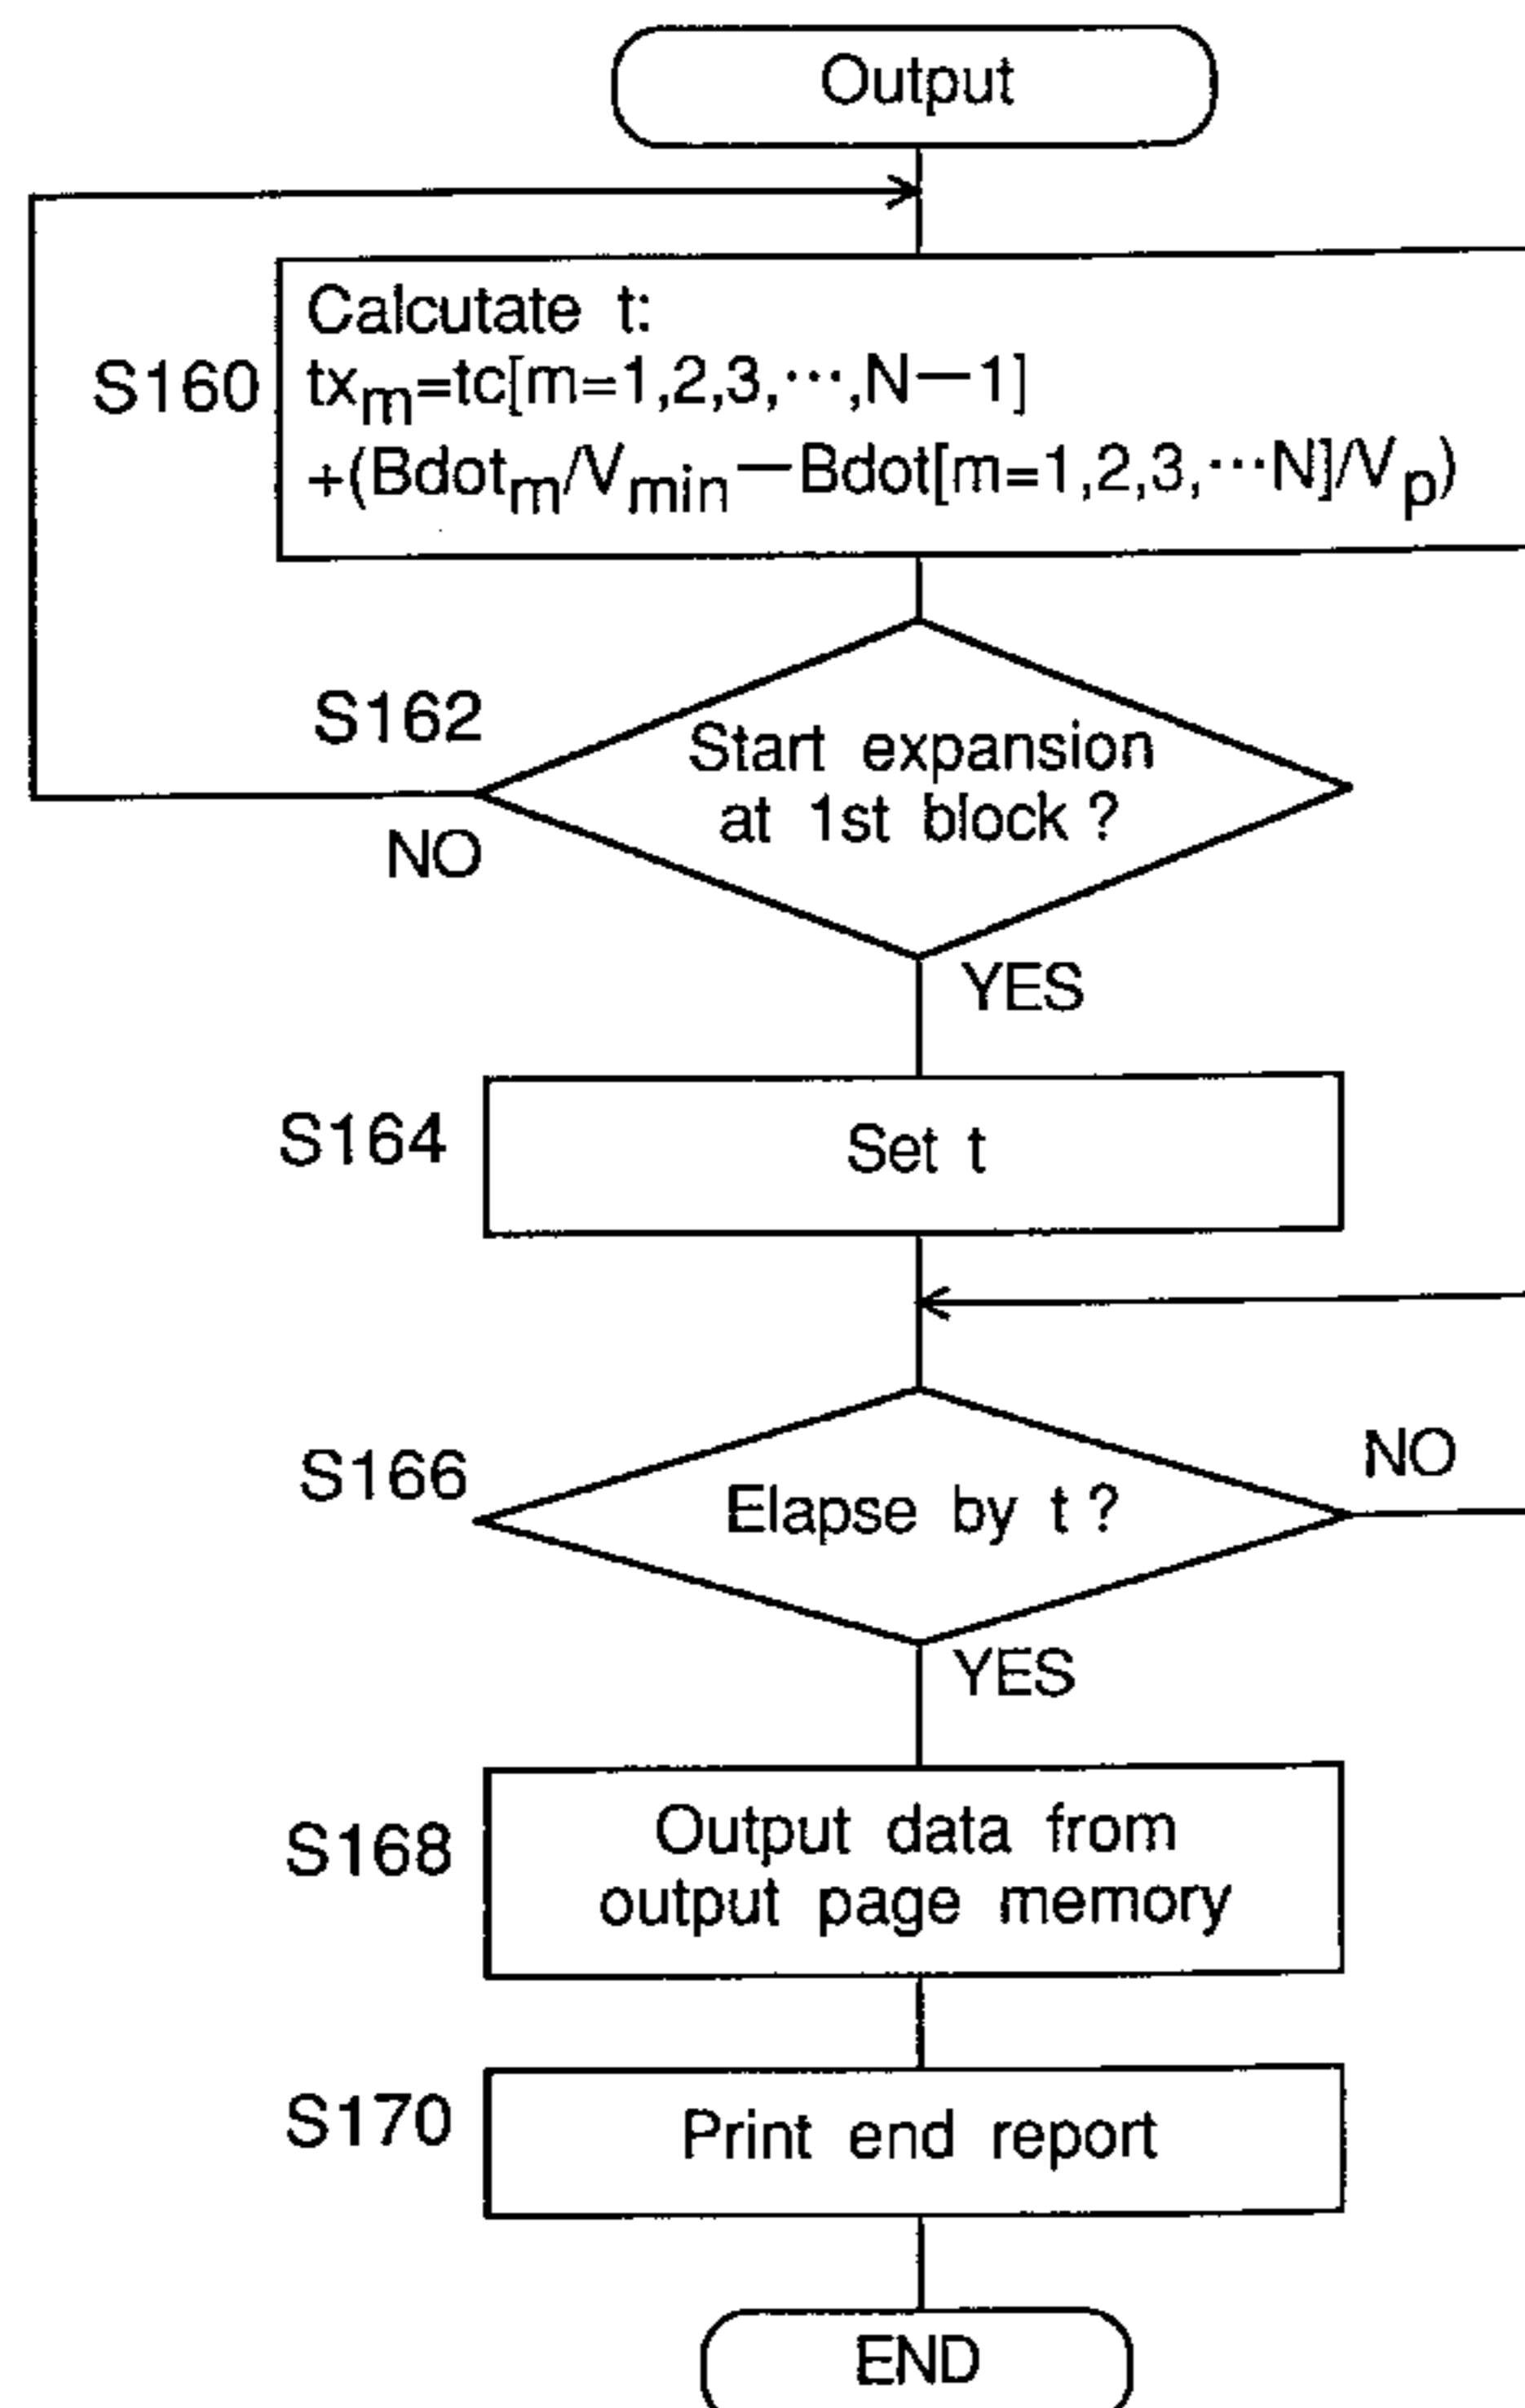 Output
S160
Calcutate t:
txm=tc[m=1,2,3,···,N−1]
+(Bdotm/Vmin−Bdot[m=1,2,3,···N]/Vp)
S162
Start expansion
at 1st block ?
NO
YES
S164
Set t
S166
Elapse by t ?
NO
YES
S168
Output data from
output page memory
S170
Print end report
END